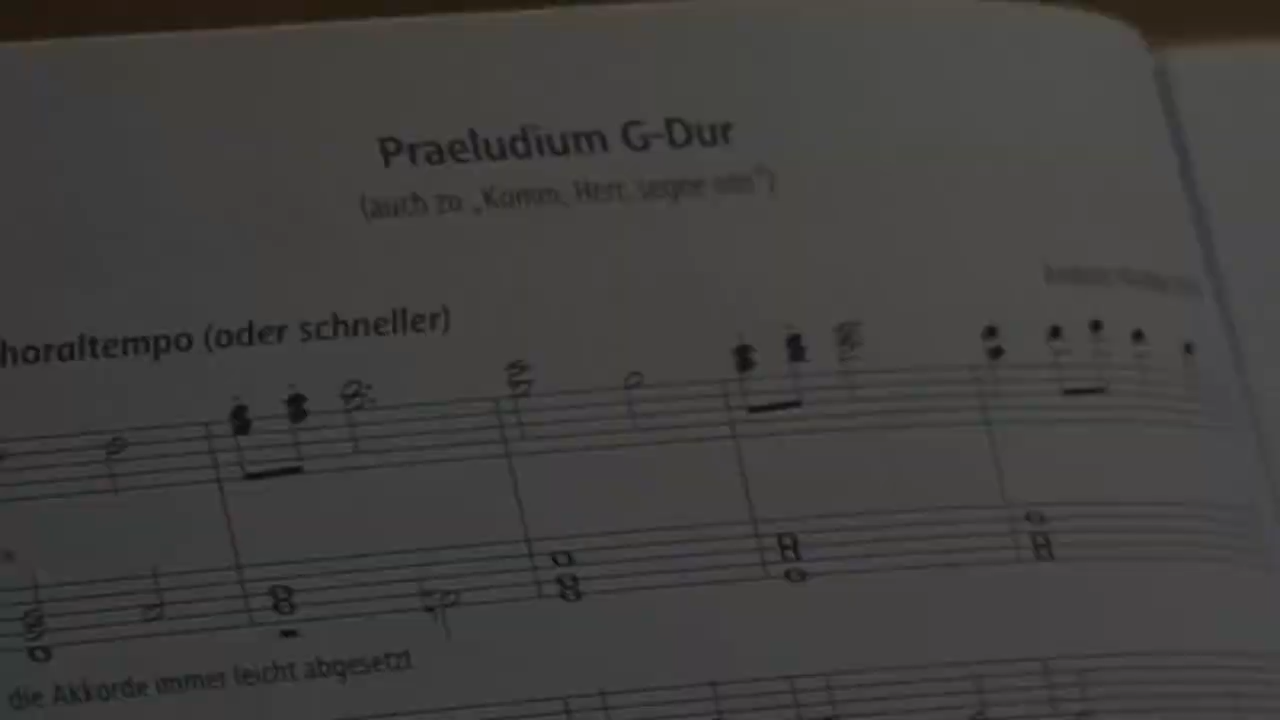 Praeludium G-Dur
(auch zu „Komm, Herr, segne uns“)
horaltempo (oder schneller)
die Akkorde immer leicht abgesetzt